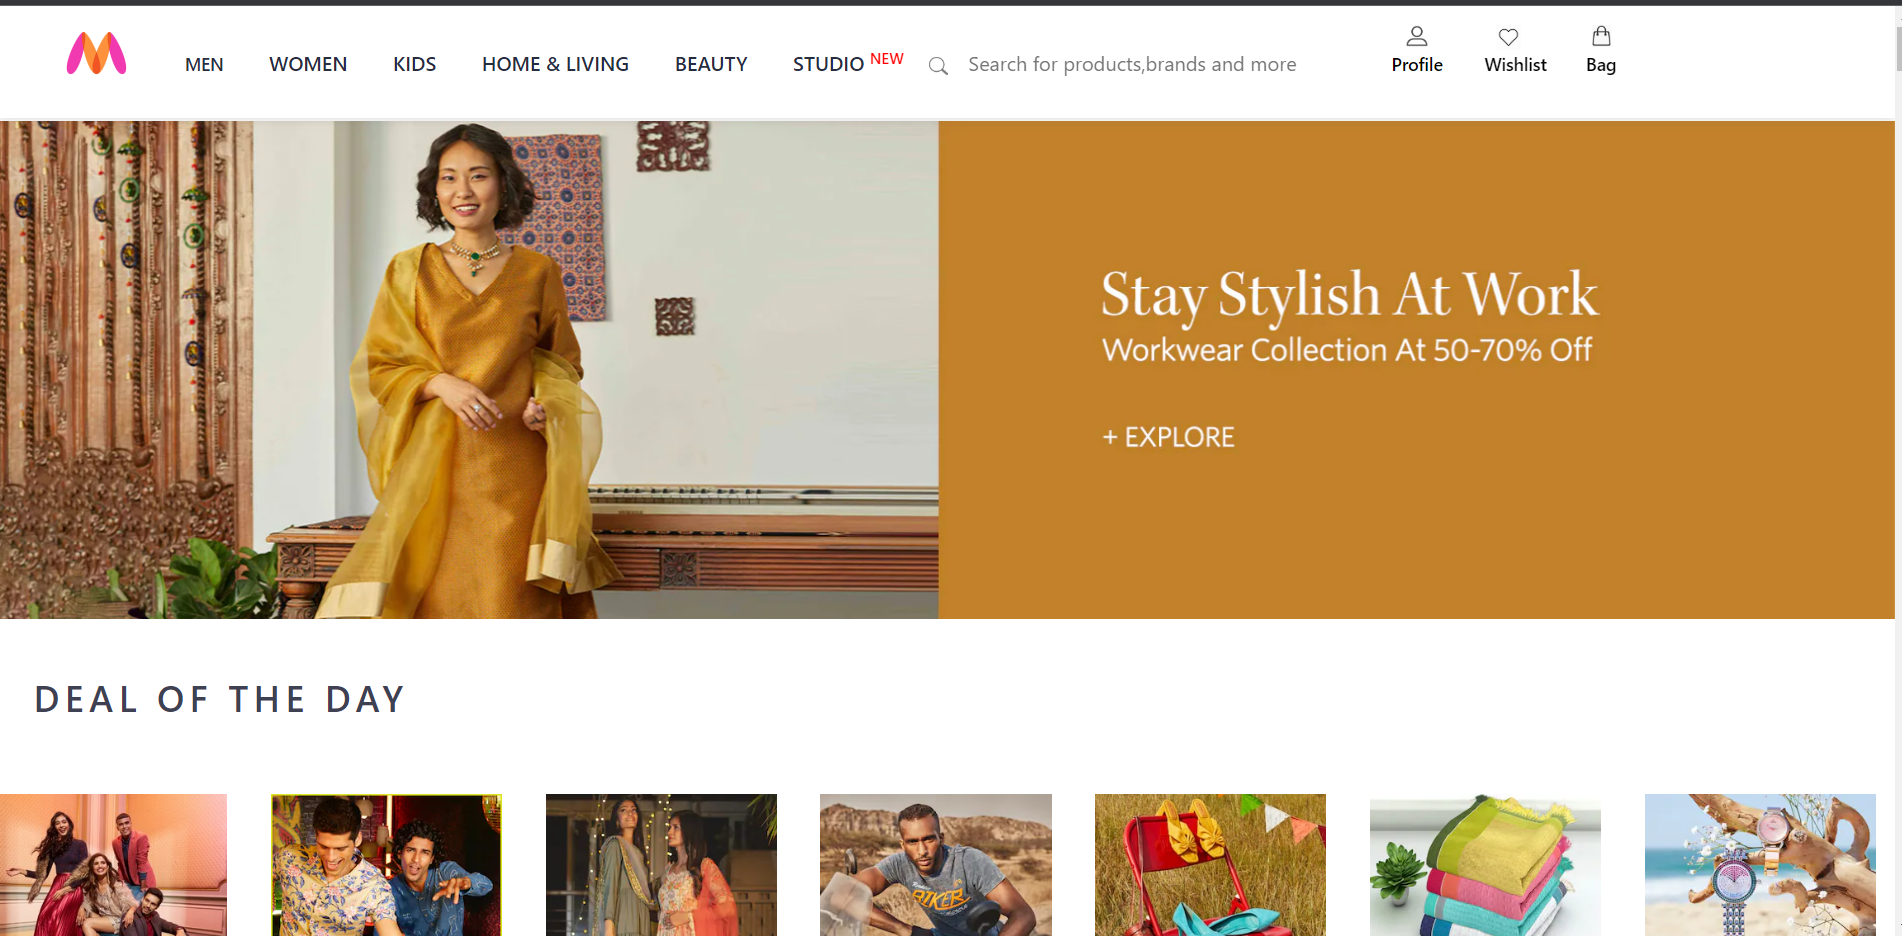 MEN WOMEN KIDS HOME & LIVING BEAUTY STUDIO NEW Search for products,brands and more Profile Wishlist Bag
Stay Stylish At Work
Workwear Collection At 50-70% Off
+ EXPLORE
DEAL OF THE DAY
BIKER